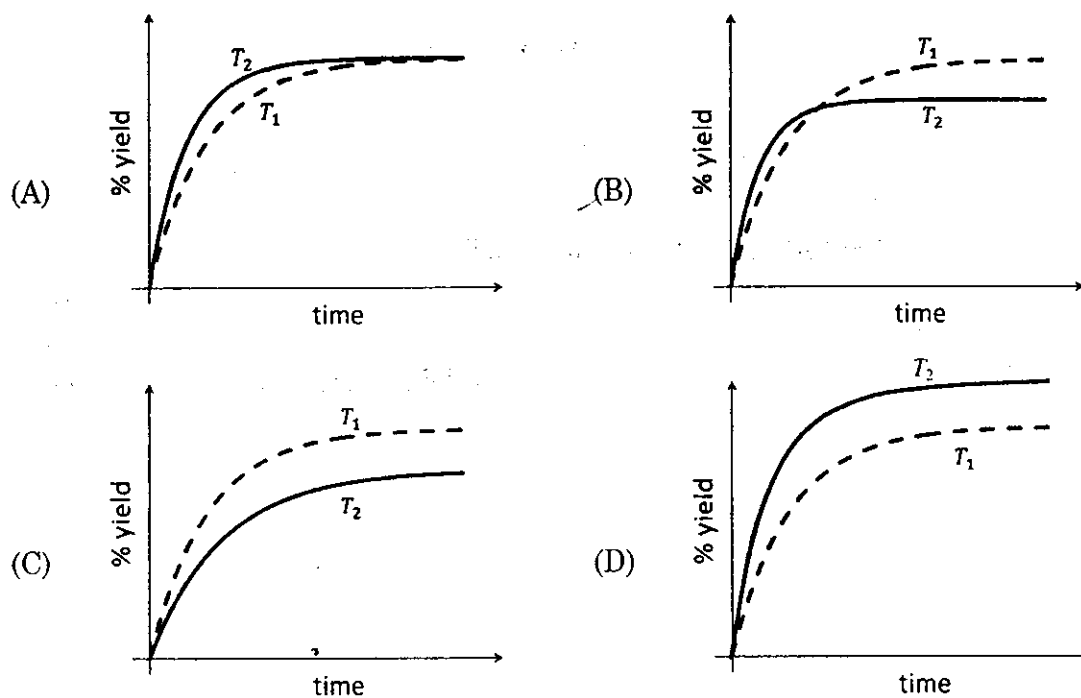 T₂
T₁
% yield
(A)
time
T₁
T₂
% yield
(B)
time
T₁
T₂
% yield
(C)
time
T₂
T₁
% yield
(D)
time